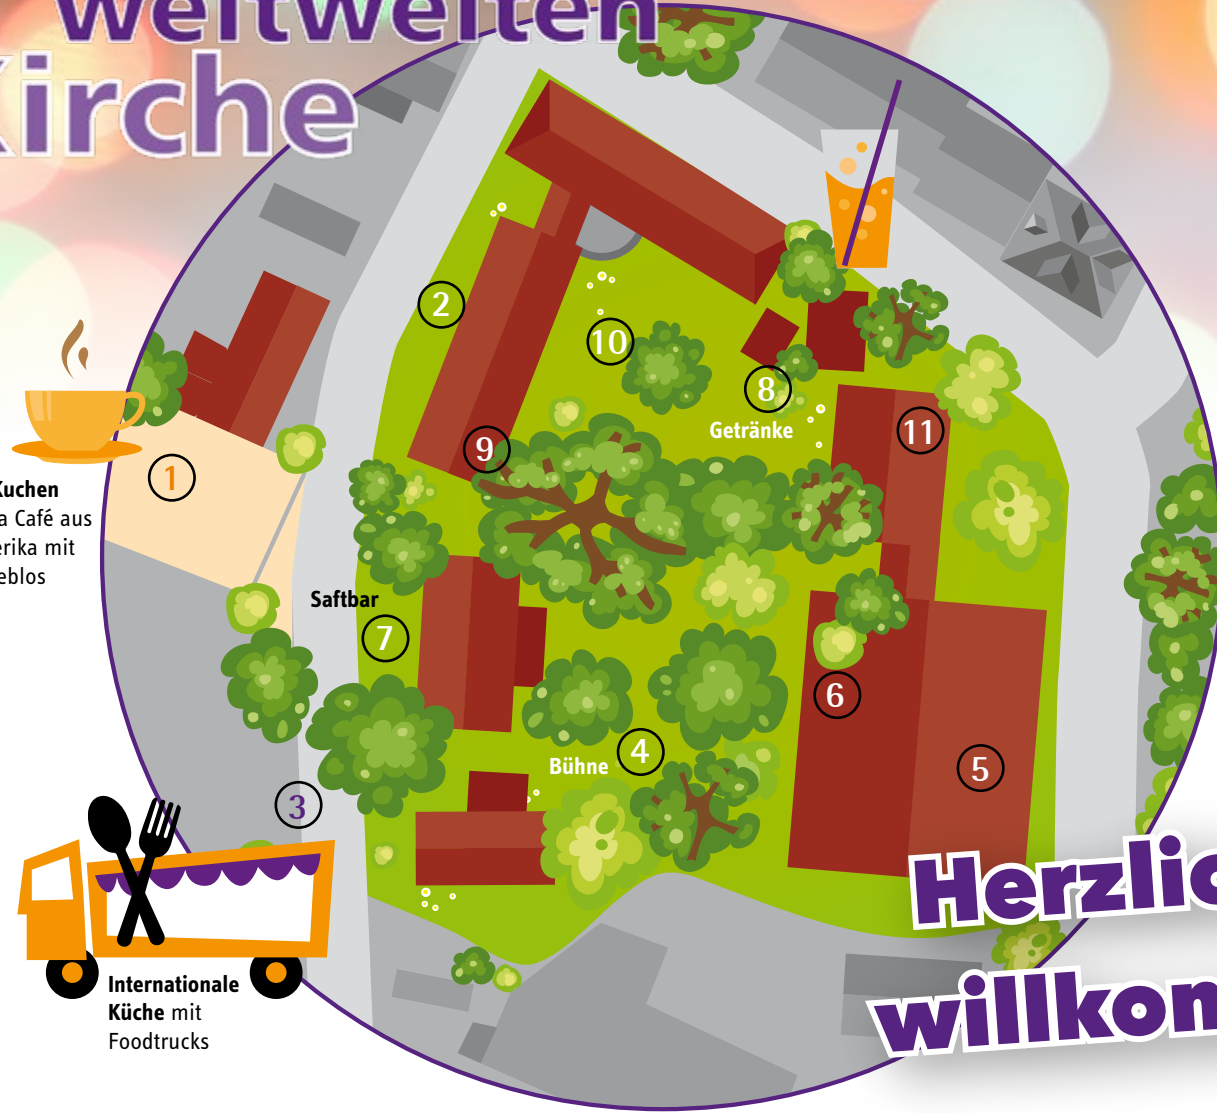 weltweiten
Kirche
2
10
8
Getränke
11
9
1
Kuchen
a Café aus
erika mit
eblos
Saftbar
7
6
4
Bühne
5
3
Herzlic
willkom
Internationale
Küche mit
Foodtrucks